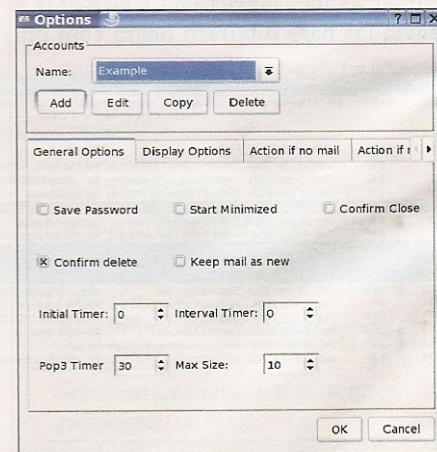 Options
Accounts
Name: Example
Add Edit Copy Delete
General Options Display Options Action if no mail Action if
Save Password Start Minimized Confirm Close
Confirm delete Keep mail as new
Initial Timer: 0 Interval Timer: 0
Pop3 Timer 30 Max Size: 10
OK Cancel